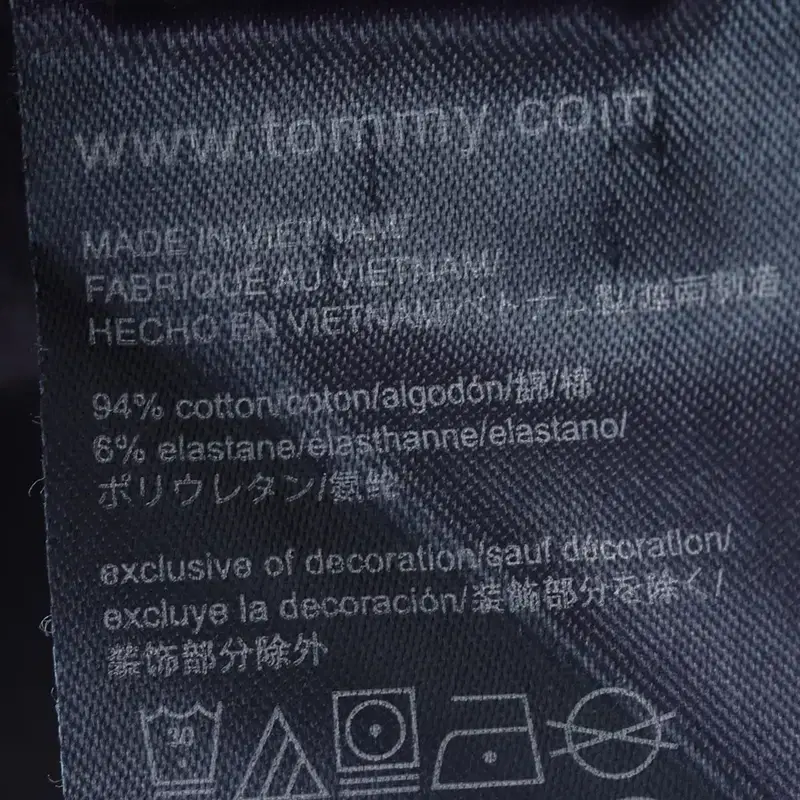 www.tommy.com
MADE IN VIETNAM/
FABRIQUÉ AU VIETNAM/
HECHO EN VIETNAM/ベトナム製/越南制造
94% cotton/coton/algodón/綿/棉
6% elastane/élasthanne/elastano/
ポリウレタン/氨纶
exclusive of decoration/sauf décoration/
excluye la decoración/装飾部分を除く/
装饰部分除外